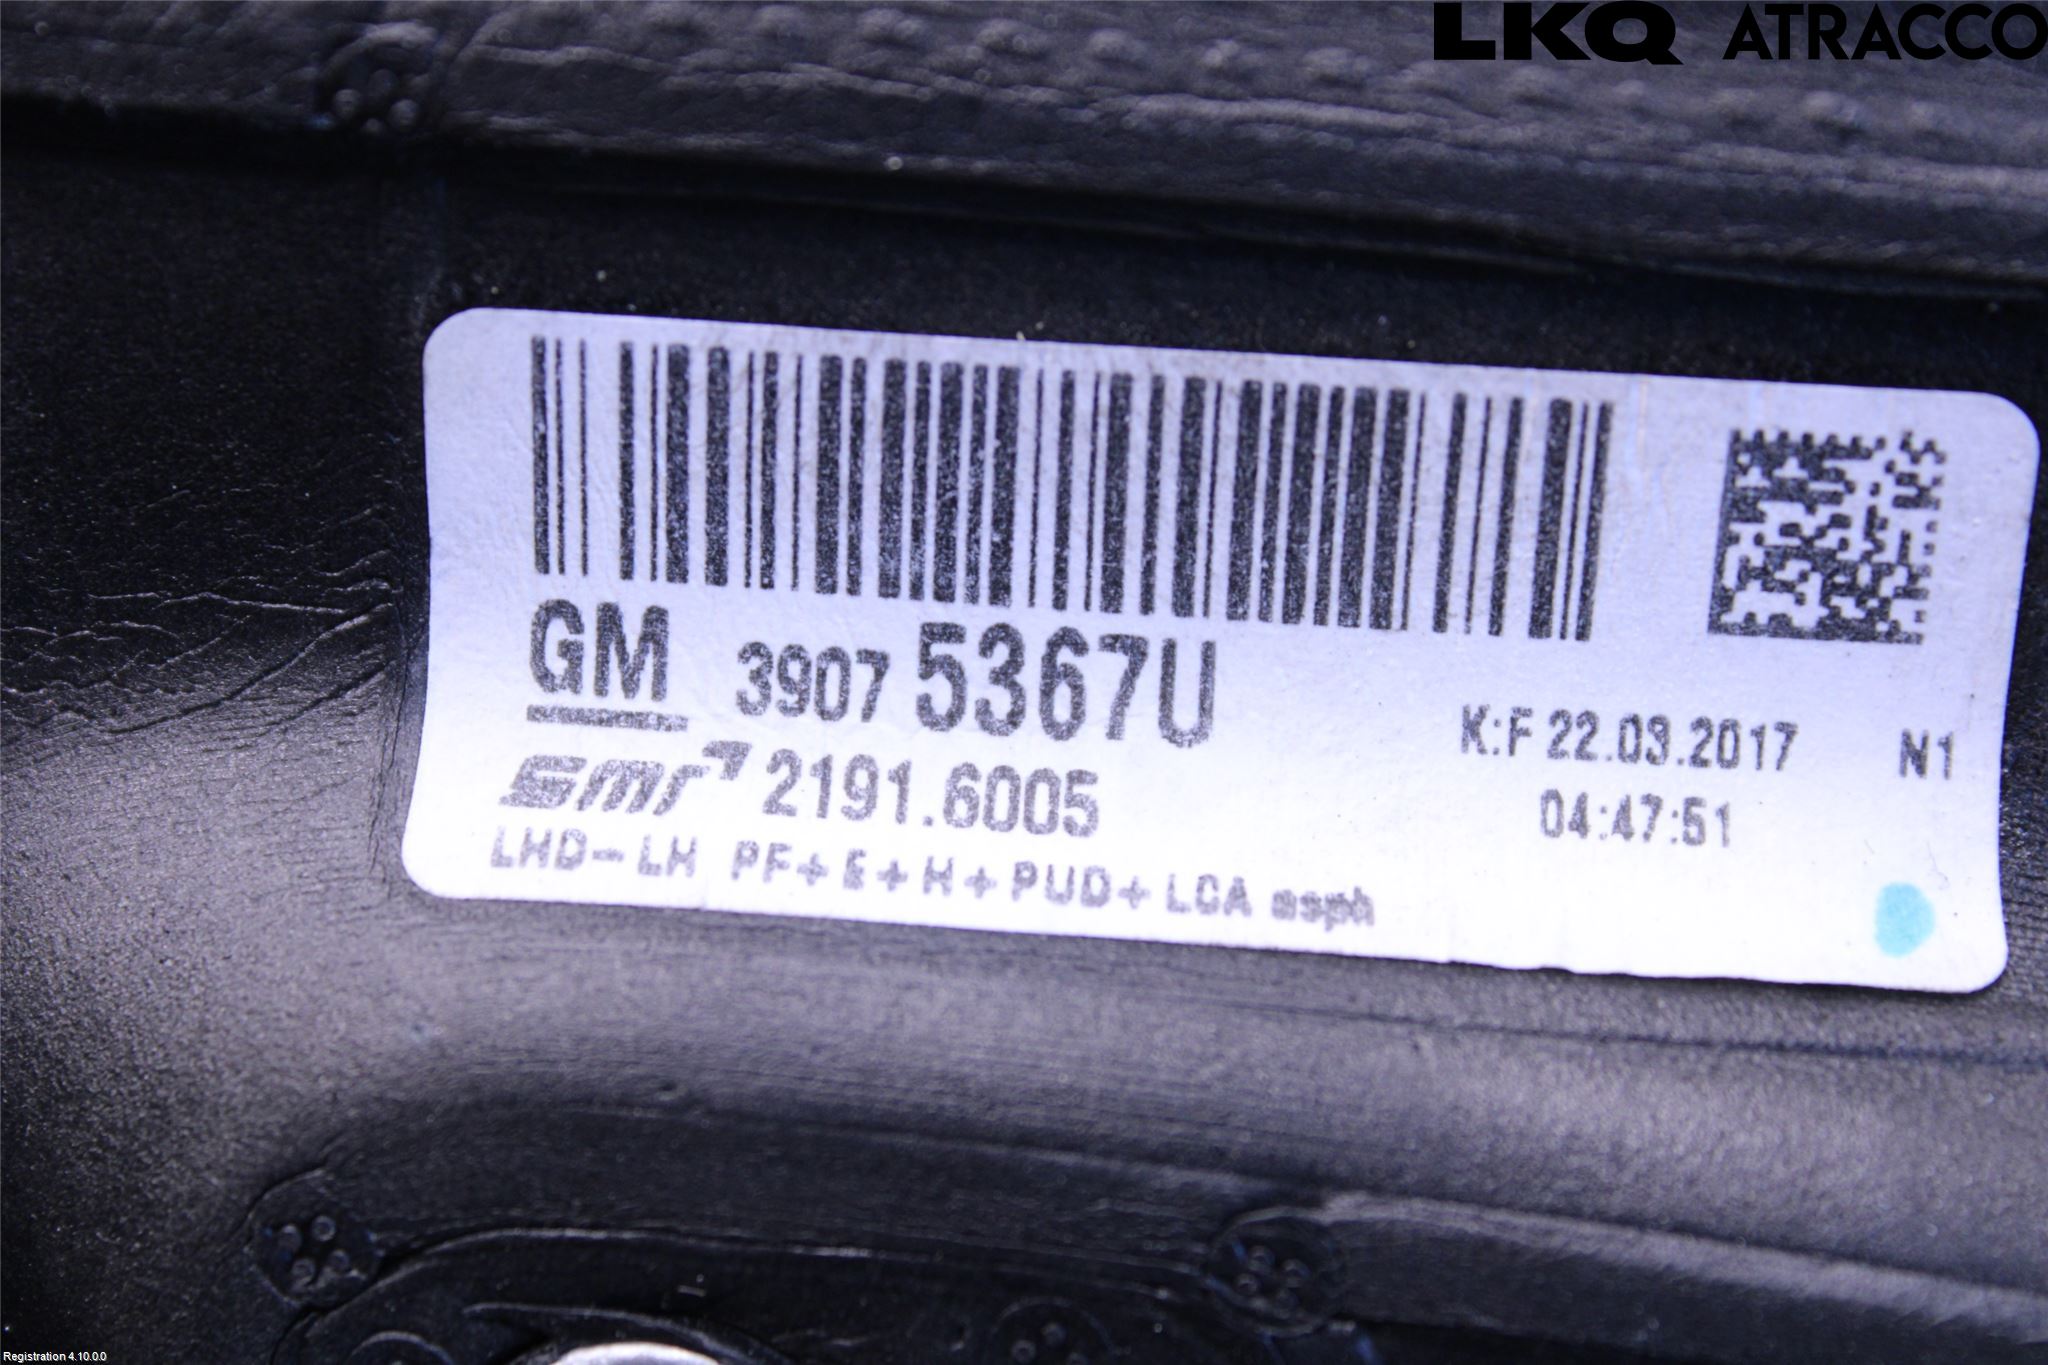 LKQ ATRACCO
GM 3907 5367U
smr 2191.6005
K:F 22.03.2017 N1
04:47:51
LHD-LH PF+E+H+PUD+LCA asph
Registration 4.10.0.0